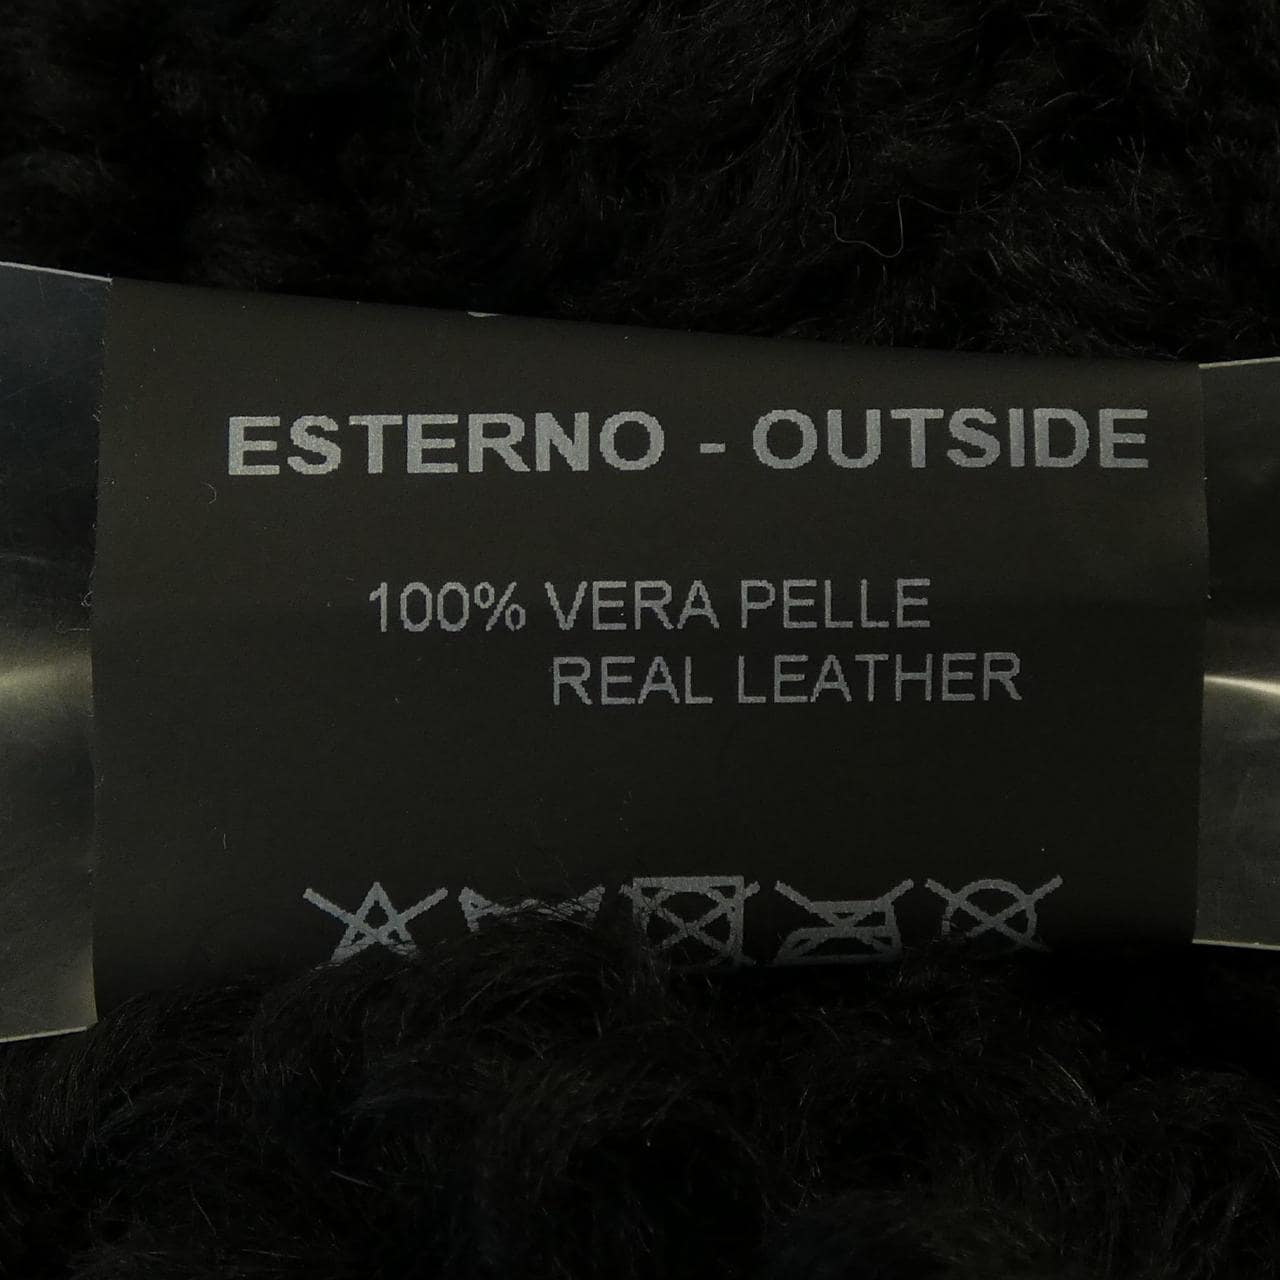 ESTERNO - OUTSIDE
100% VERA PELLE
REAL LEATHER